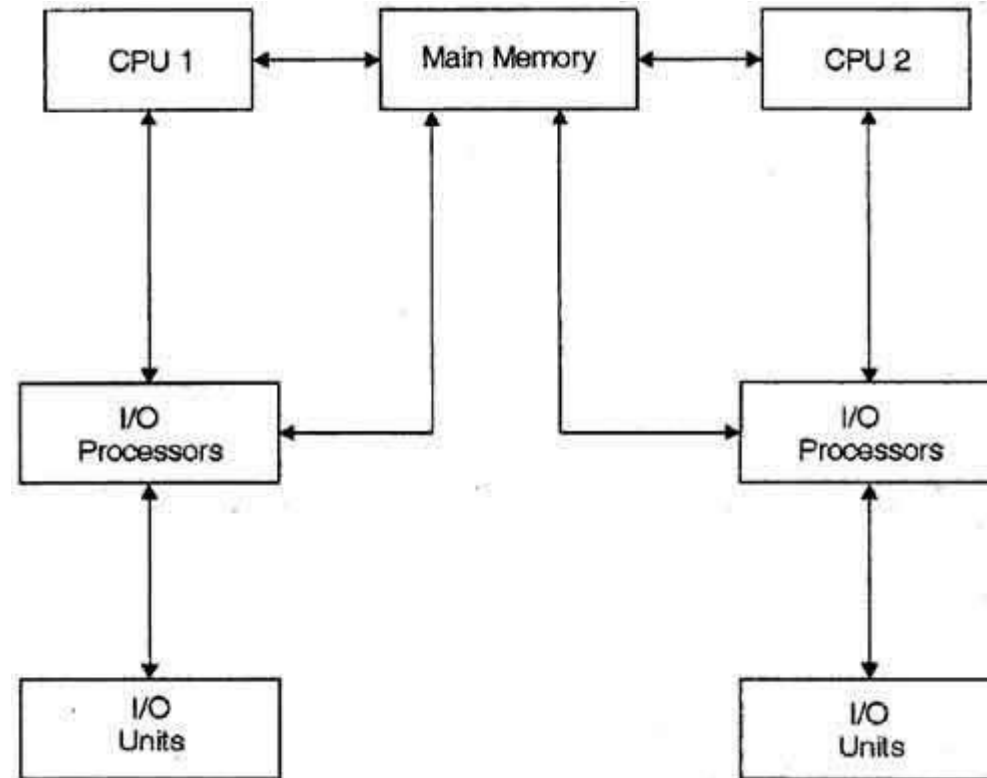 CPU 1
Main Memory
CPU 2
I/O
Processors
I/O
Processors
I/O
Units
I/O
Units